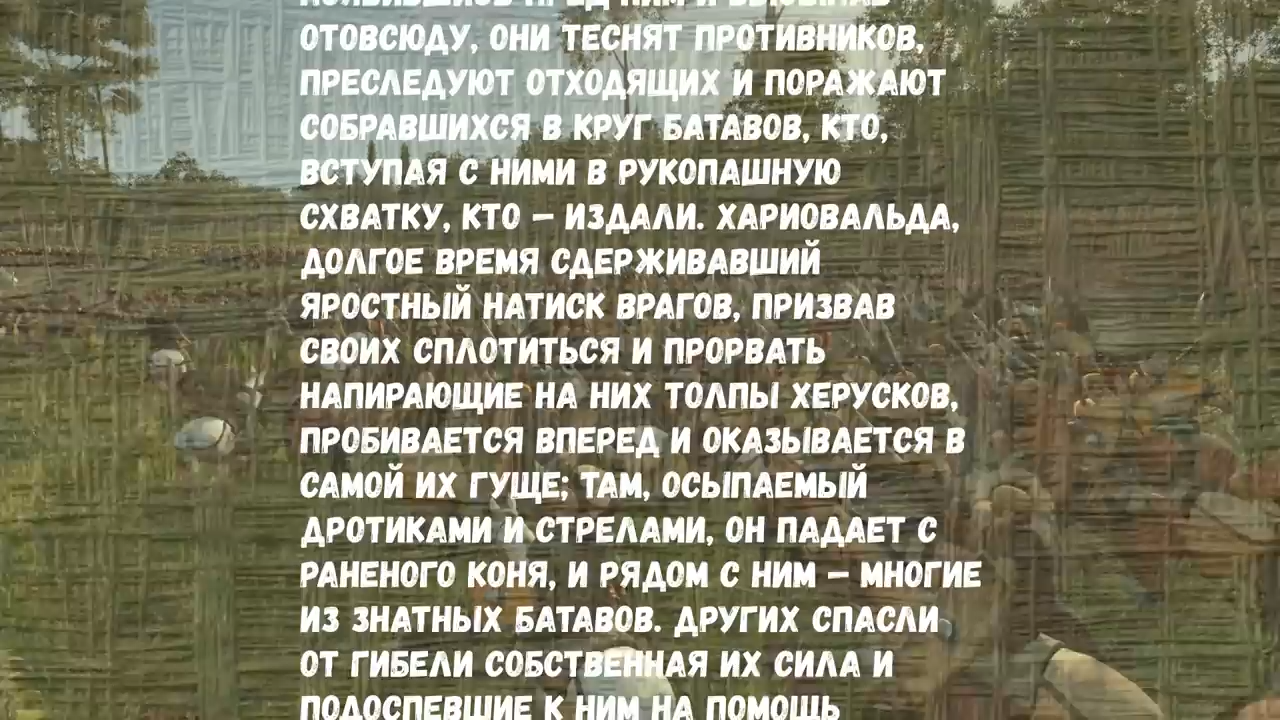 ПОЯВИВШИСЬ ПРЕД НИМ И
ОТОВСЮДУ, ОНИ ТЕСНЯТ ПРОТИВНИКОВ,
ПРЕСЛЕДУЮТ ОТХОДЯЩИХ И ПОРАЖАЮТ
СОБРАВШИХСЯ В КРУГ БАТАВОВ, КТО,
ВСТУПАЯ С НИМИ В РУКОПАШНУЮ
СХВАТКУ, КТО – ИЗДАЛИ. ХАРИОВАЛЬДА,
ДОЛГОЕ ВРЕМЯ СДЕРЖИВАВШИЙ
ЯРОСТНЫЙ НАТИСК ВРАГОВ, ПРИЗВАВ
СВОИХ СПЛОТИТЬСЯ И ПРОРВАТЬ
НАПИРАЮЩИЕ НА НИХ ТОЛПЫ ХЕРУСКОВ,
ПРОБИВАЕТСЯ ВПЕРЕД И ОКАЗЫВАЕТСЯ В
САМОЙ ИХ ГУЩЕ; ТАМ, ОСЫПАЕМЫЙ
ДРОТИКАМИ И СТРЕЛАМИ, ОН ПАДАЕТ С
РАНЕНОГО КОНЯ, И РЯДОМ С НИМ – МНОГИЕ
ИЗ ЗНАТНЫХ БАТАВОВ. ДРУГИХ СПАСЛИ
ОТ ГИБЕЛИ СОБСТВЕННАЯ ИХ СИЛА И
ПОДОСПЕВШИЕ К НИМ НА ПОМОЩЬ